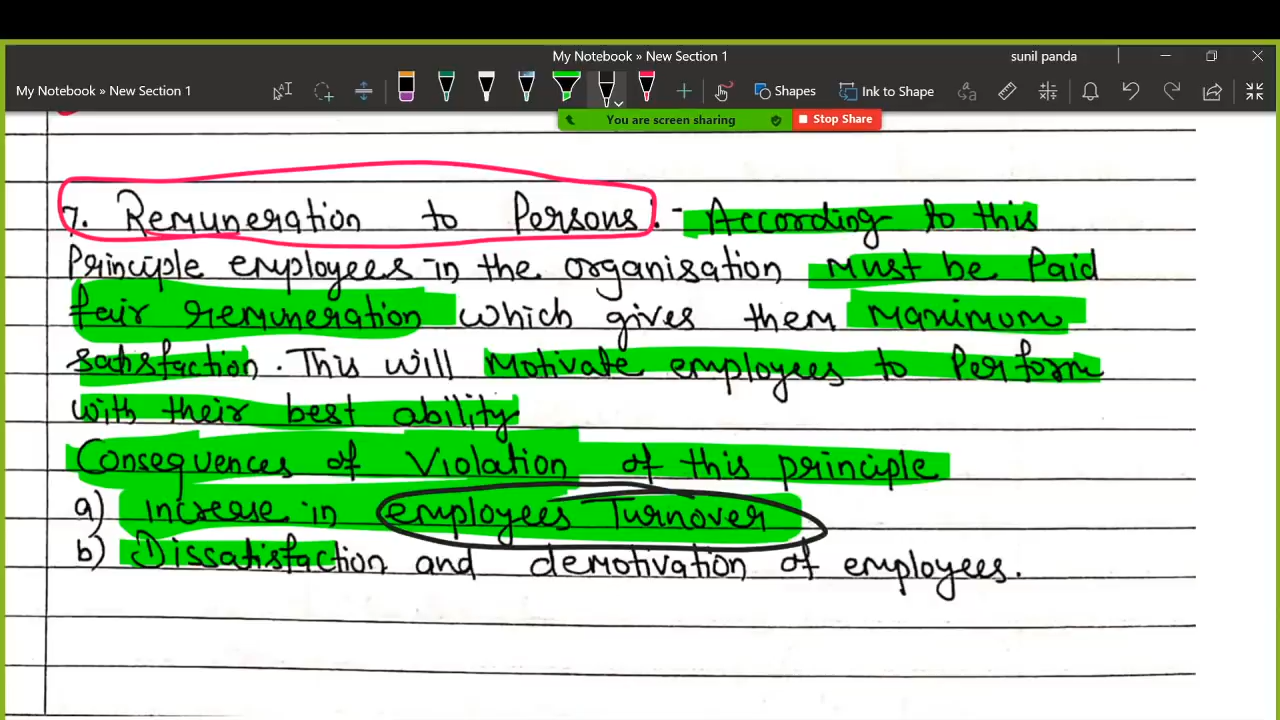 My Notebook » New Section 1
sunil panda
My Notebook » New Section 1
Shapes
Ink to Shape
You are screen sharing
Stop Share
7. Remuneration to Persons :- According to this
Principle employees in the organisation must be Paid
fair remuneration which gives them maximum
satisfaction. This will Motivate employees to Perform
with their best ability
Consequences of Violation of this principle
a) Increase in employees Turnover
b) Dissatisfaction and demotivation of employees.